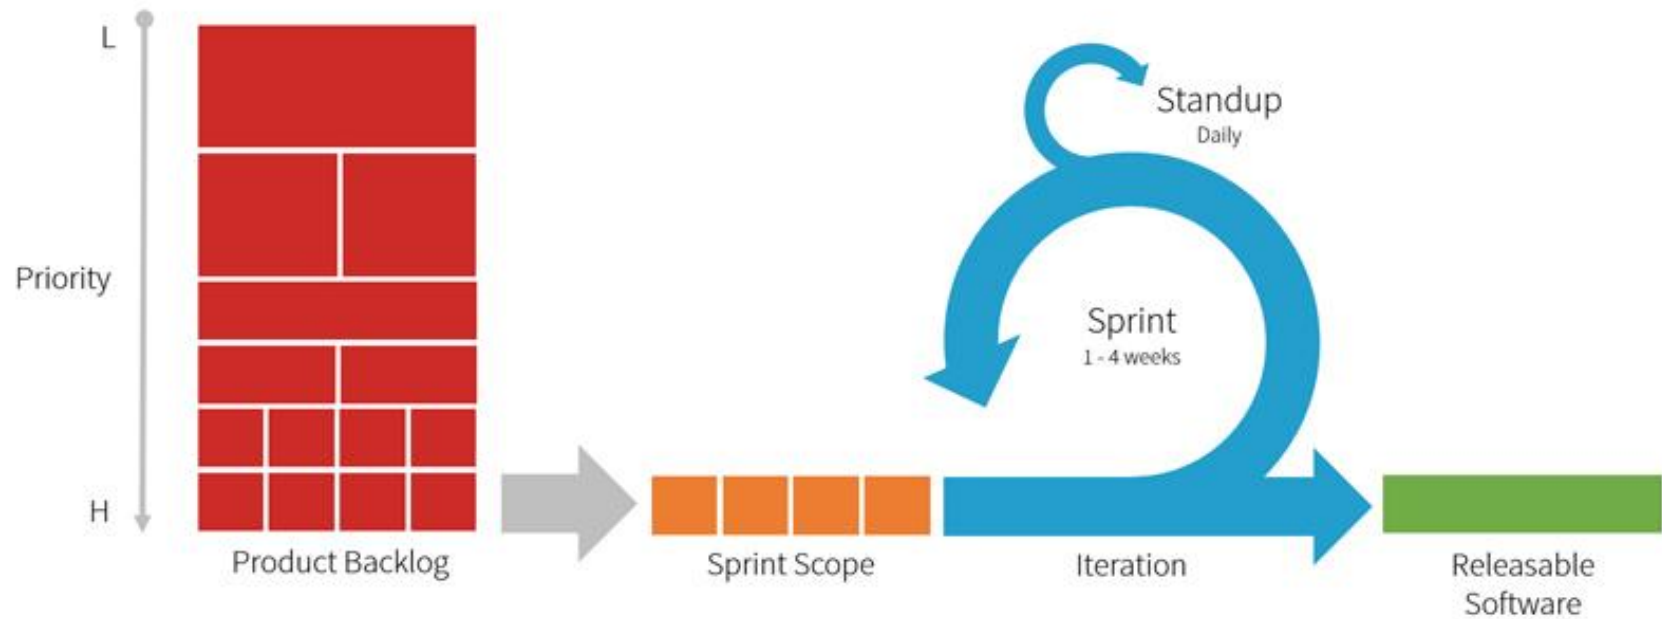 L
Priority
H
Product Backlog
Sprint Scope
Standup
Daily
Sprint
1 - 4 weeks
Iteration
Releasable
Software